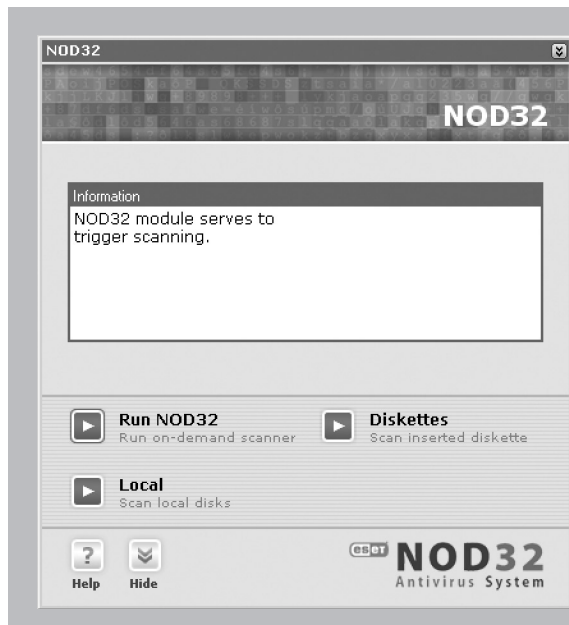 NOD32
NOD32
Information
NOD32 module serves to
trigger scanning.
Run NOD32
Run on-demand scanner
Diskettes
Scan inserted diskette
Local
Scan local disks
?
Help
Hide
eseT NOD32
Antivirus System